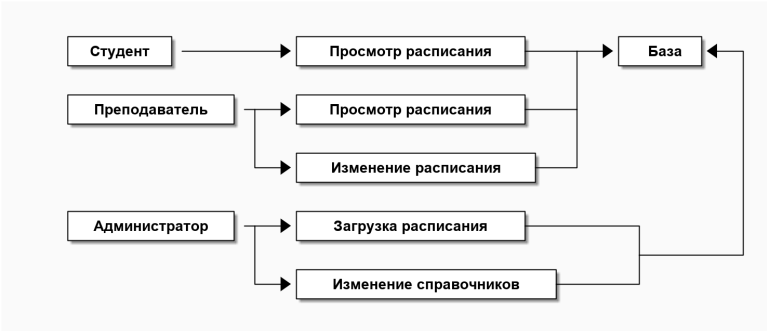 Студент
Просмотр расписания
База
Преподаватель
Просмотр расписания
Изменение расписания
Администратор
Загрузка расписания
Изменение справочников